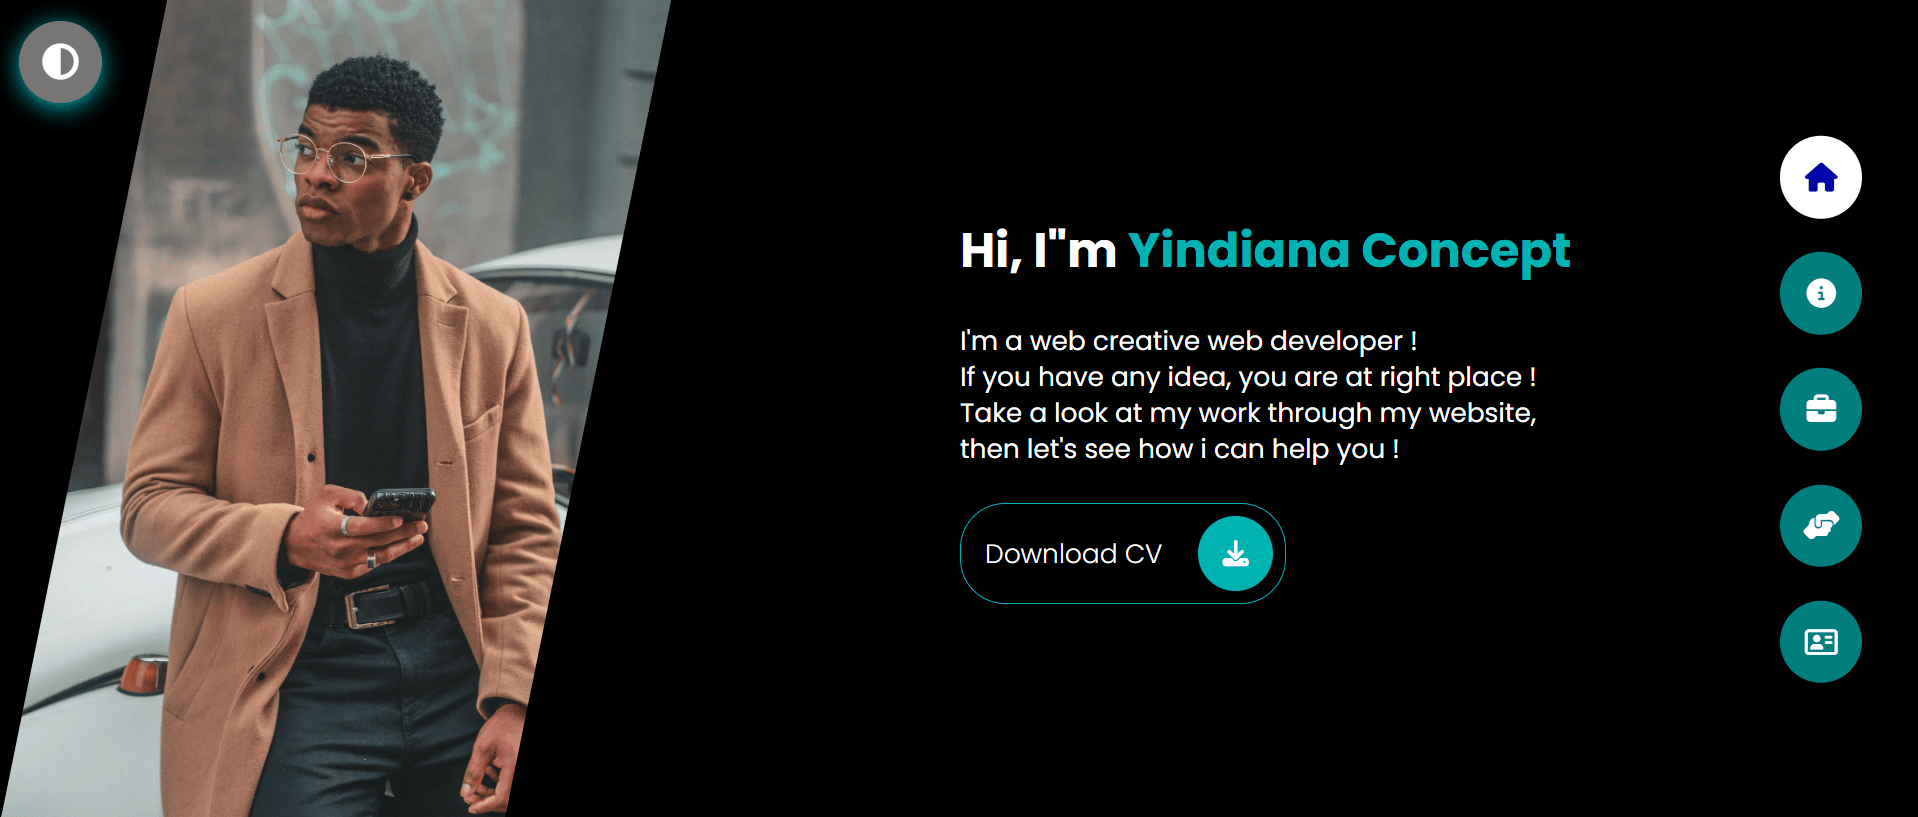 Hi, I"m Yindiana Concept
I'm a web creative web developer !
If you have any idea, you are at right place !
Take a look at my work through my website,
then let's see how i can help you !
Download CV